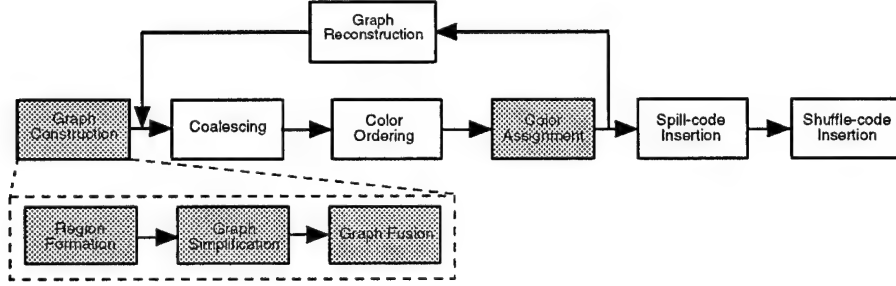 Graph
Reconstruction
Graph
Construction
Coalescing
Color
Ordering
Color
Assignment
Spill-code
Insertion
Shuffle-code
Insertion
Region
Formation
Graph
Simplification
Graph Fusion